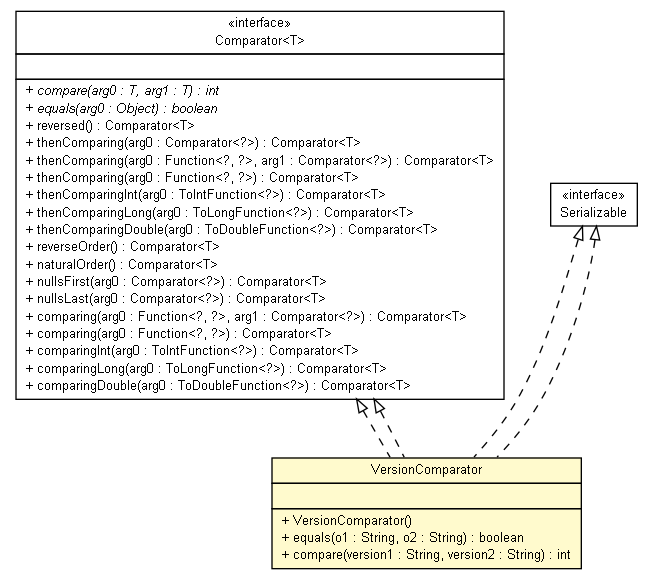 «interface»
Comparator<T>
+ compare(arg0 : T, arg1 : T) : int
+ equals(arg0 : Object) : boolean
+ reversed() : Comparator<T>
+ thenComparing(arg0 : Comparator<?>) : Comparator<T>
+ thenComparing(arg0 : Function<?, ?>, arg1 : Comparator<?>) : Comparator<T>
+ thenComparing(arg0 : Function<?, ?>) : Comparator<T>
+ thenComparingInt(arg0 : ToIntFunction<?>) : Comparator<T>
+ thenComparingLong(arg0 : ToLongFunction<?>) : Comparator<T>
+ thenComparingDouble(arg0 : ToDoubleFunction<?>) : Comparator<T>
+ reverseOrder() : Comparator<T>
+ naturalOrder() : Comparator<T>
+ nullsFirst(arg0 : Comparator<?>) : Comparator<T>
+ nullsLast(arg0 : Comparator<?>) : Comparator<T>
+ comparing(arg0 : Function<?, ?>, arg1 : Comparator<?>) : Comparator<T>
+ comparing(arg0 : Function<?, ?>) : Comparator<T>
+ comparingInt(arg0 : ToIntFunction<?>) : Comparator<T>
+ comparingLong(arg0 : ToLongFunction<?>) : Comparator<T>
+ comparingDouble(arg0 : ToDoubleFunction<?>) : Comparator<T>
«interface»
Serializable
VersionComparator
+ VersionComparator()
+ equals(o1 : String, o2 : String) : boolean
+ compare(version1 : String, version2 : String) : int